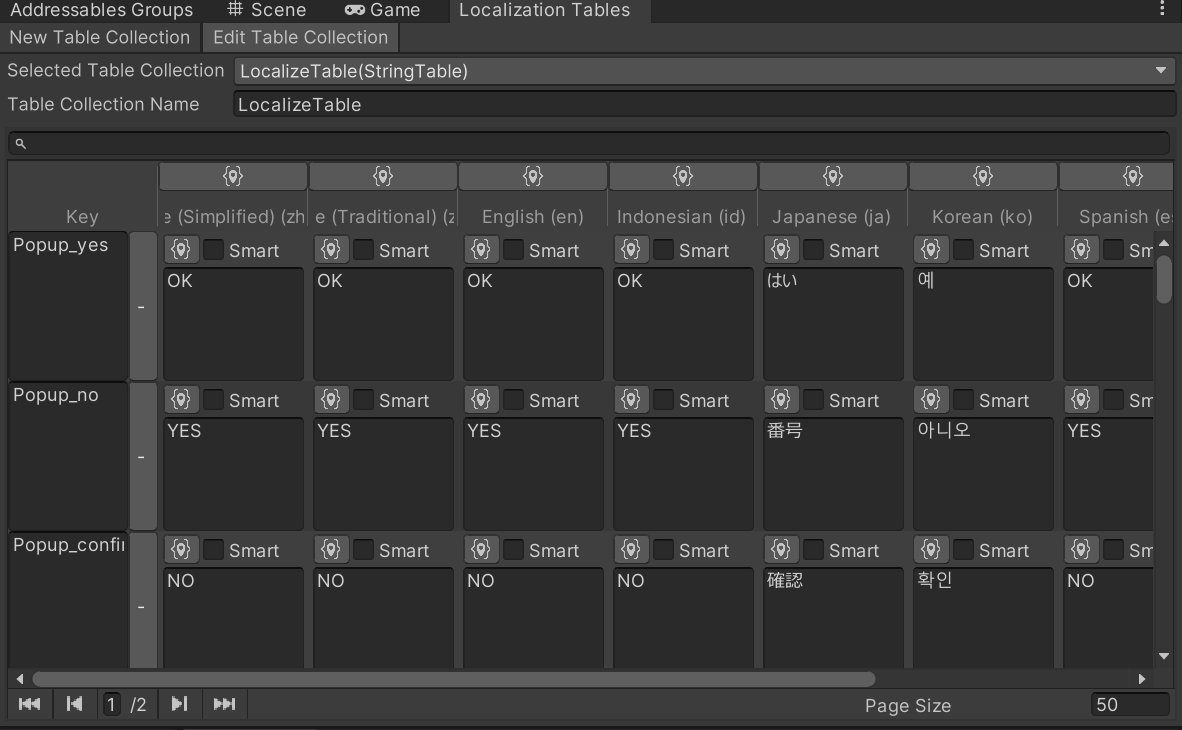 Addressables Groups Scene Game Localization Tables
New Table Collection Edit Table Collection
Selected Table Collection LocalizeTable(StringTable)
Table Collection Name LocalizeTable
Key e (Simplified) (zh e (Traditional) (z English (en) Indonesian (id) Japanese (ja) Korean (ko) Spanish (es
Popup_yes Smart Smart Smart Smart Smart Smart Sm
- OK OK OK OK はい 예 OK
Popup_no Smart Smart Smart Smart Smart Smart Sm
- YES YES YES YES 番号 아니오 YES
Popup_confir Smart Smart Smart Smart Smart Smart Sm
- NO NO NO NO 確認 확인 NO
1 /2 Page Size 50